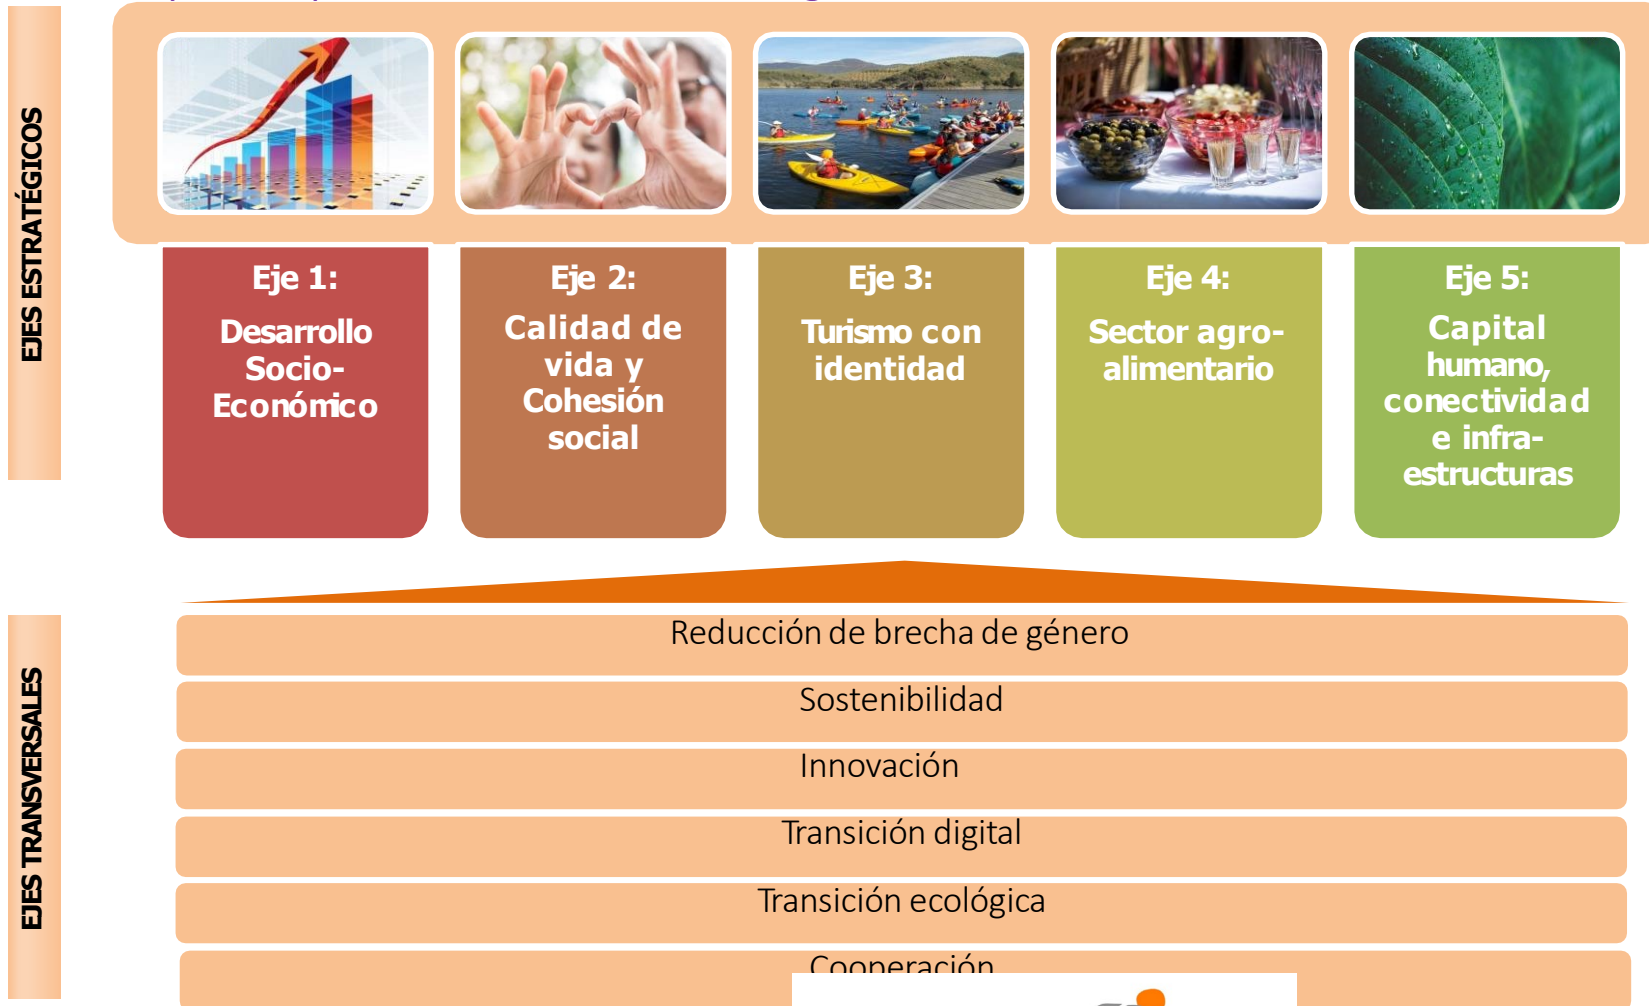 EJES ESTRATÉGICOS
Eje 1:
Desarrollo
Socio-
Económico
Eje 2:
Calidad de
vida y
Cohesión
social
Eje 3:
Turismo con
identidad
Eje 4:
Sector agro-
alimentario
Eje 5:
Capital
humano,
conectividad
e infra-
estructuras
EJES TRANSVERSALES
Reducción de brecha de género
Sostenibilidad
Innovación
Transición digital
Transición ecológica
Cooperación